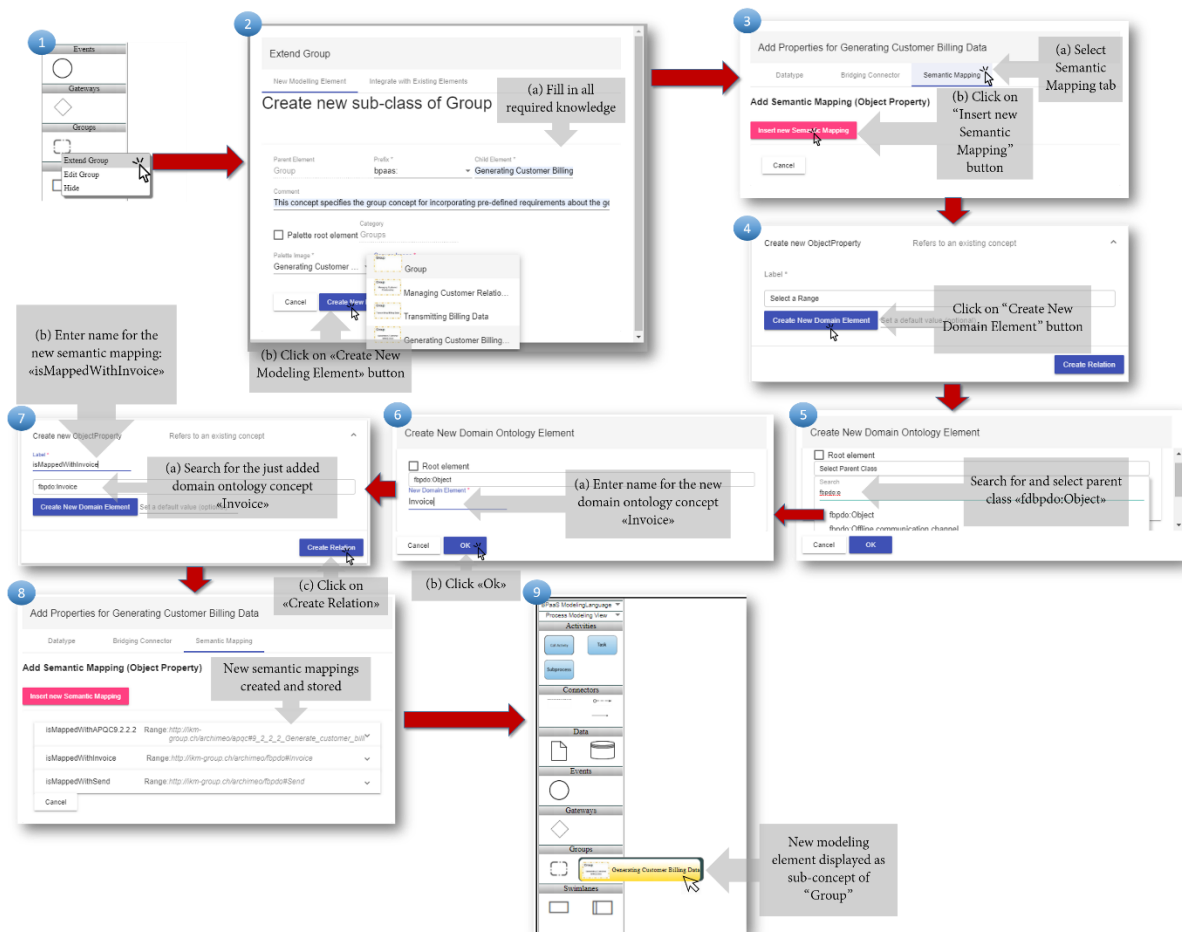 1
Events
Gateways
Groups
Extend Group
Edit Group
Hide
2
Extend Group
New Modelling Element
Integrate with Existing Elements
Create new sub-class of Group
(a) Fill in all
required knowledge
Parent Element
Prefix *
Child Element *
Group
bpaas:
Generating Customer Billing
Comment
This concept specifies the group concept for incorporating pre-defined requirements about the ge
Category
Palette root element
Groups
Palette Image *
Generating Customer ...
Group
Managing Customer Relatio...
Transmitting Billing Data
Generating Customer Billing...
Cancel
Create New
(b) Click on «Create New
Modeling Element» button
3
Add Properties for Generating Customer Billing Data
Datatype
Bridging Connector
Semantic Mapping
(a) Select
Semantic
Mapping tab
Add Semantic Mapping (Object Property)
Insert new Semantic Mapping
Cancel
(b) Click on
“Insert new
Semantic
Mapping”
button
4
Create new ObjectProperty
Refers to an existing concept
Label *
Select a Range
Create New Domain Element
Set a default value (optional)
Click on “Create New
Domain Element” button
Create Relation
5
Create New Domain Ontology Element
Root element
Select Parent Class
Search
fbpdo:o
fbpdo:Object
fbpdo:Offline communication channel
Cancel
OK
Search for and select parent
class «fdbpdo:Object»
6
Create New Domain Ontology Element
Root element
fbpdo:Object
New Domain Element *
Invoice
Cancel
OK
(a) Enter name for the new
domain ontology concept
«Invoice»
(b) Click «Ok»
(b) Enter name for the
new semantic mapping:
«isMappedWithInvoice»
7
Create new ObjectProperty
Refers to an existing concept
Label *
isMappedWithInvoice
fbpdo:Invoice
Create New Domain Element
Set a default value (optional)
(a) Search for the just added
domain ontology concept
«Invoice»
Create Relation
(c) Click on
«Create Relation»
8
Add Properties for Generating Customer Billing Data
Datatype
Bridging Connector
Semantic Mapping
Add Semantic Mapping (Object Property)
Insert new Semantic Mapping
New semantic mappings
created and stored
isMappedWithAPQC9.2.2.2
Range:http://ikm-
group.ch/archimeo/apqc#9_2_2_2_Generate_customer_bill
isMappedWithInvoice
Range:http://ikm-group.ch/archimeo/fbpdo#Invoice
isMappedWithSend
Range:http://ikm-group.ch/archimeo/fbpdo#Send
Cancel
9
BPaaS ModelingLanguage
Process Modeling View
Activities
Task
Subprocess
Connectors
Data
Events
Gateways
Groups
Generating Customer Billing Data
Swimlanes
New modeling
element displayed as
sub-concept of
“Group”